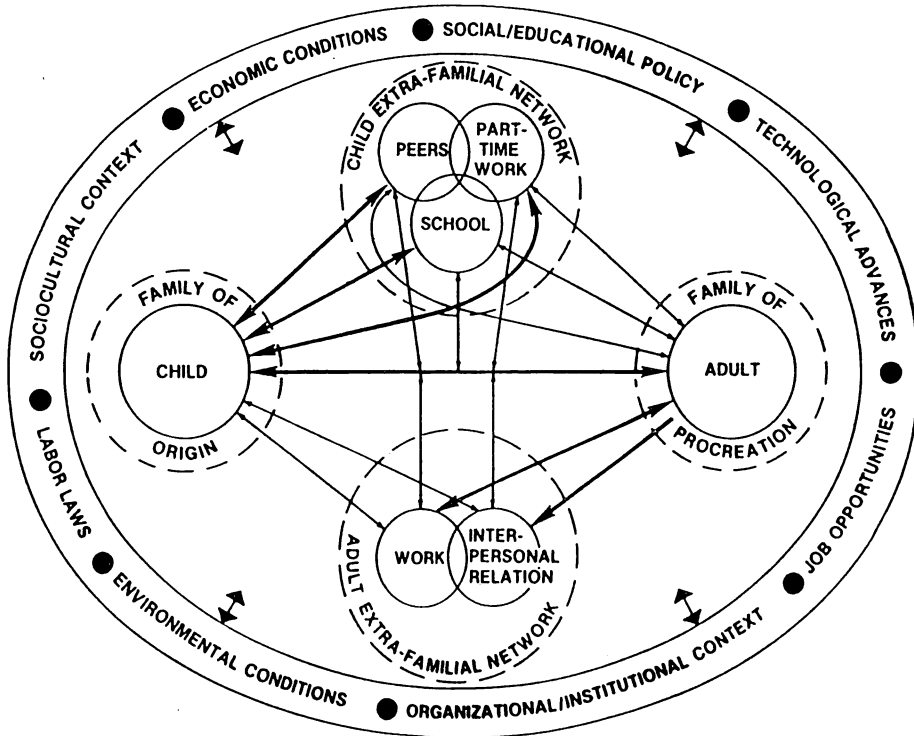 SOCIOCULTURAL CONTEXT
ECONOMIC CONDITIONS
SOCIAL/EDUCATIONAL POLICY
TECHNOLOGICAL ADVANCES
JOB OPPORTUNITIES
ORGANIZATIONAL/INSTITUTIONAL CONTEXT
ENVIRONMENTAL CONDITIONS
LABOR LAWS
CHILD EXTRA-FAMILIAL NETWORK
PEERS
PART-
TIME
WORK
SCHOOL
FAMILY OF
CHILD
ORIGIN
FAMILY OF
ADULT
PROCREATION
WORK
INTER-
PERSONAL
RELATION
ADULT EXTRA-FAMILIAL NETWORK